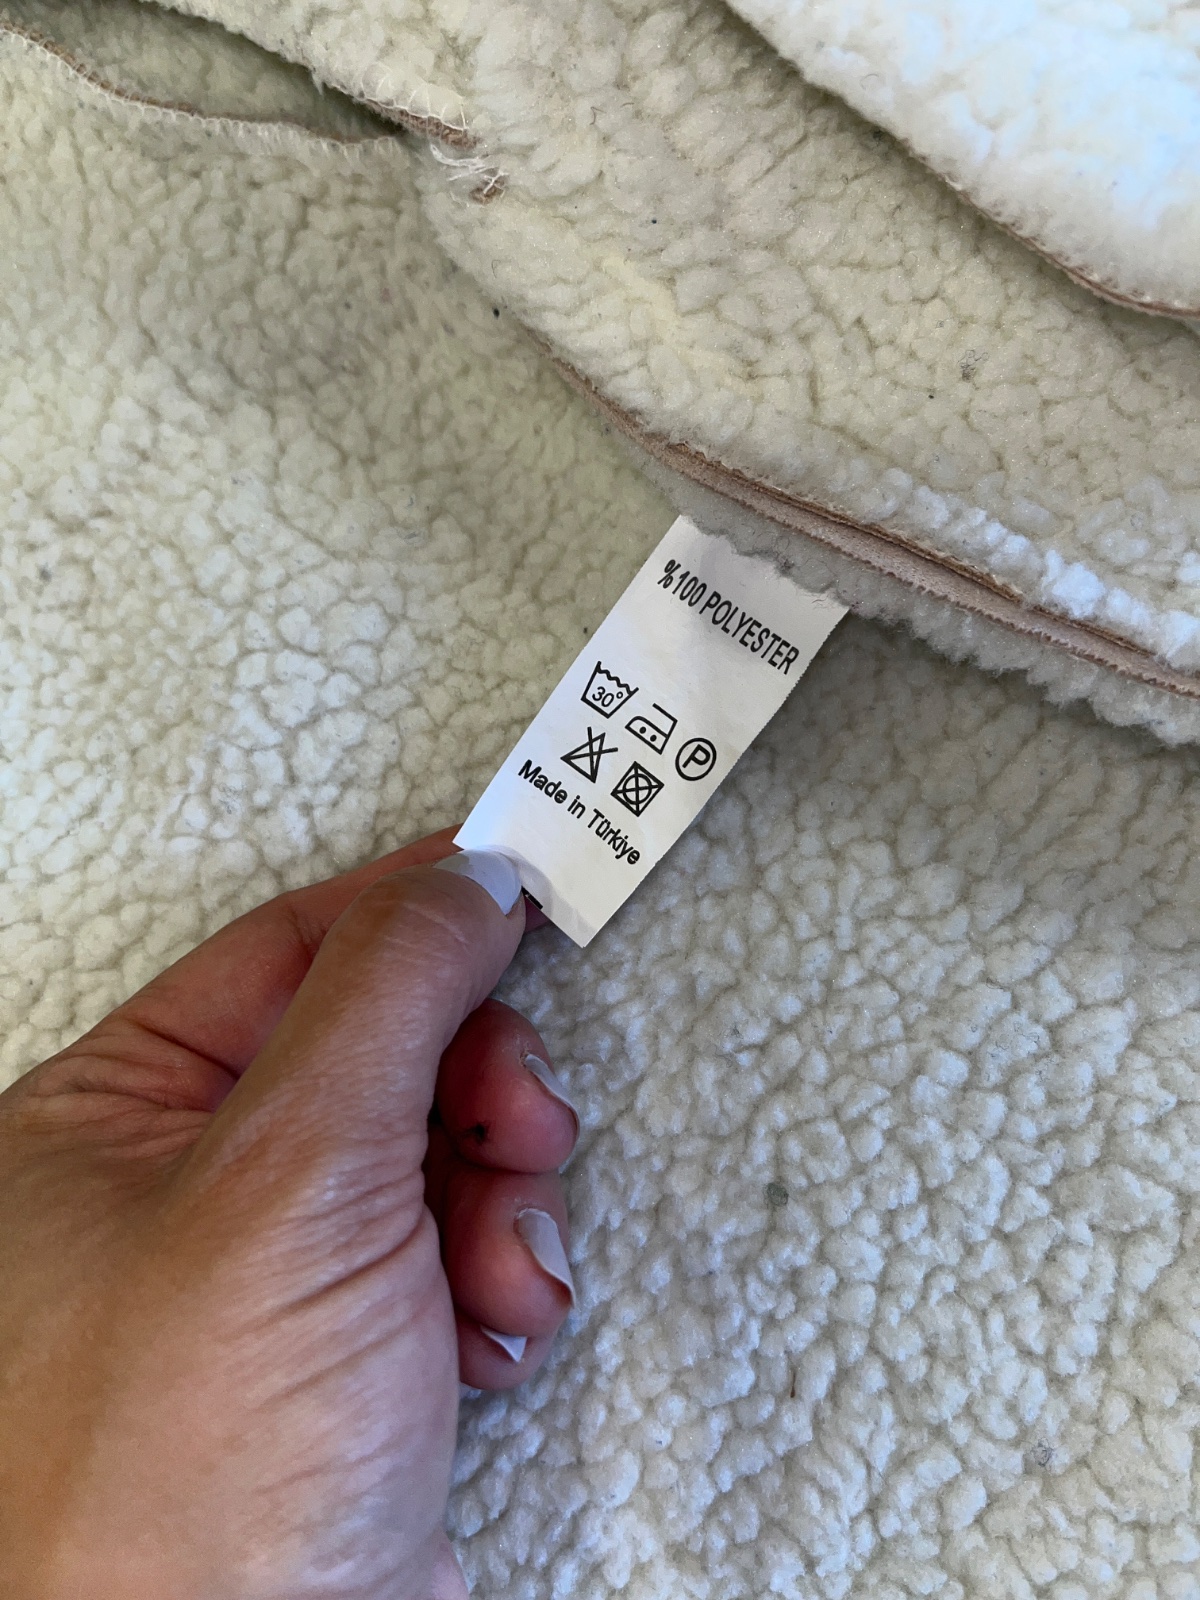 %100 POLYESTER
30°
P
Made in Türkiye